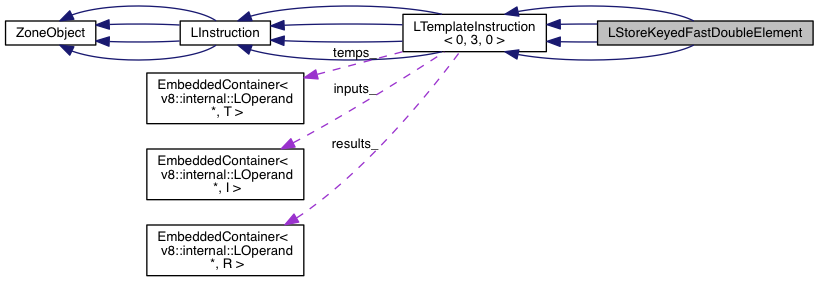 ZoneObject
LInstruction
LTemplateInstruction
< 0, 3, 0 >
LStoreKeyedFastDoubleElement
temps_
EmbeddedContainer<
v8::internal::LOperand
*, T >
inputs_
EmbeddedContainer<
v8::internal::LOperand
*, I >
results_
EmbeddedContainer<
v8::internal::LOperand
*, R >